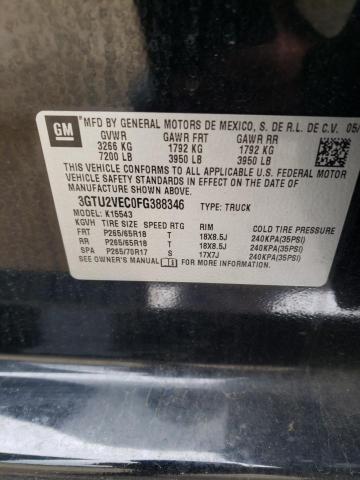 GM
MFD BY GENERAL MOTORS DE MEXICO, S. DE R.L. DE C.V. 05/
GVWR GAWR FRT GAWR RR
3266 KG 1792 KG 1792 KG
7200 LB 3950 LB 3950 LB
THIS VEHICLE CONFORMS TO ALL APPLICABLE U.S. FEDERAL MOTOR
VEHICLE SAFETY STANDARDS IN EFFECT ON THE DATE OF
MANUFACTURE SHOWN ABOVE.
3GTU2VEC0FG388346 TYPE: TRUCK
MODEL: K15543
KGVH TIRE SIZE SPEED RTG RIM COLD TIRE PRESSURE
FRT P265/65R18 T 18X8.5J 240KPA(35PSI)
RR P265/65R18 T 18X8.5J 240KPA(35PSI)
SPA P265/70R17 T 17X7J 240KPA(35PSI)
SEE OWNER'S MANUAL FOR MORE INFORMATION